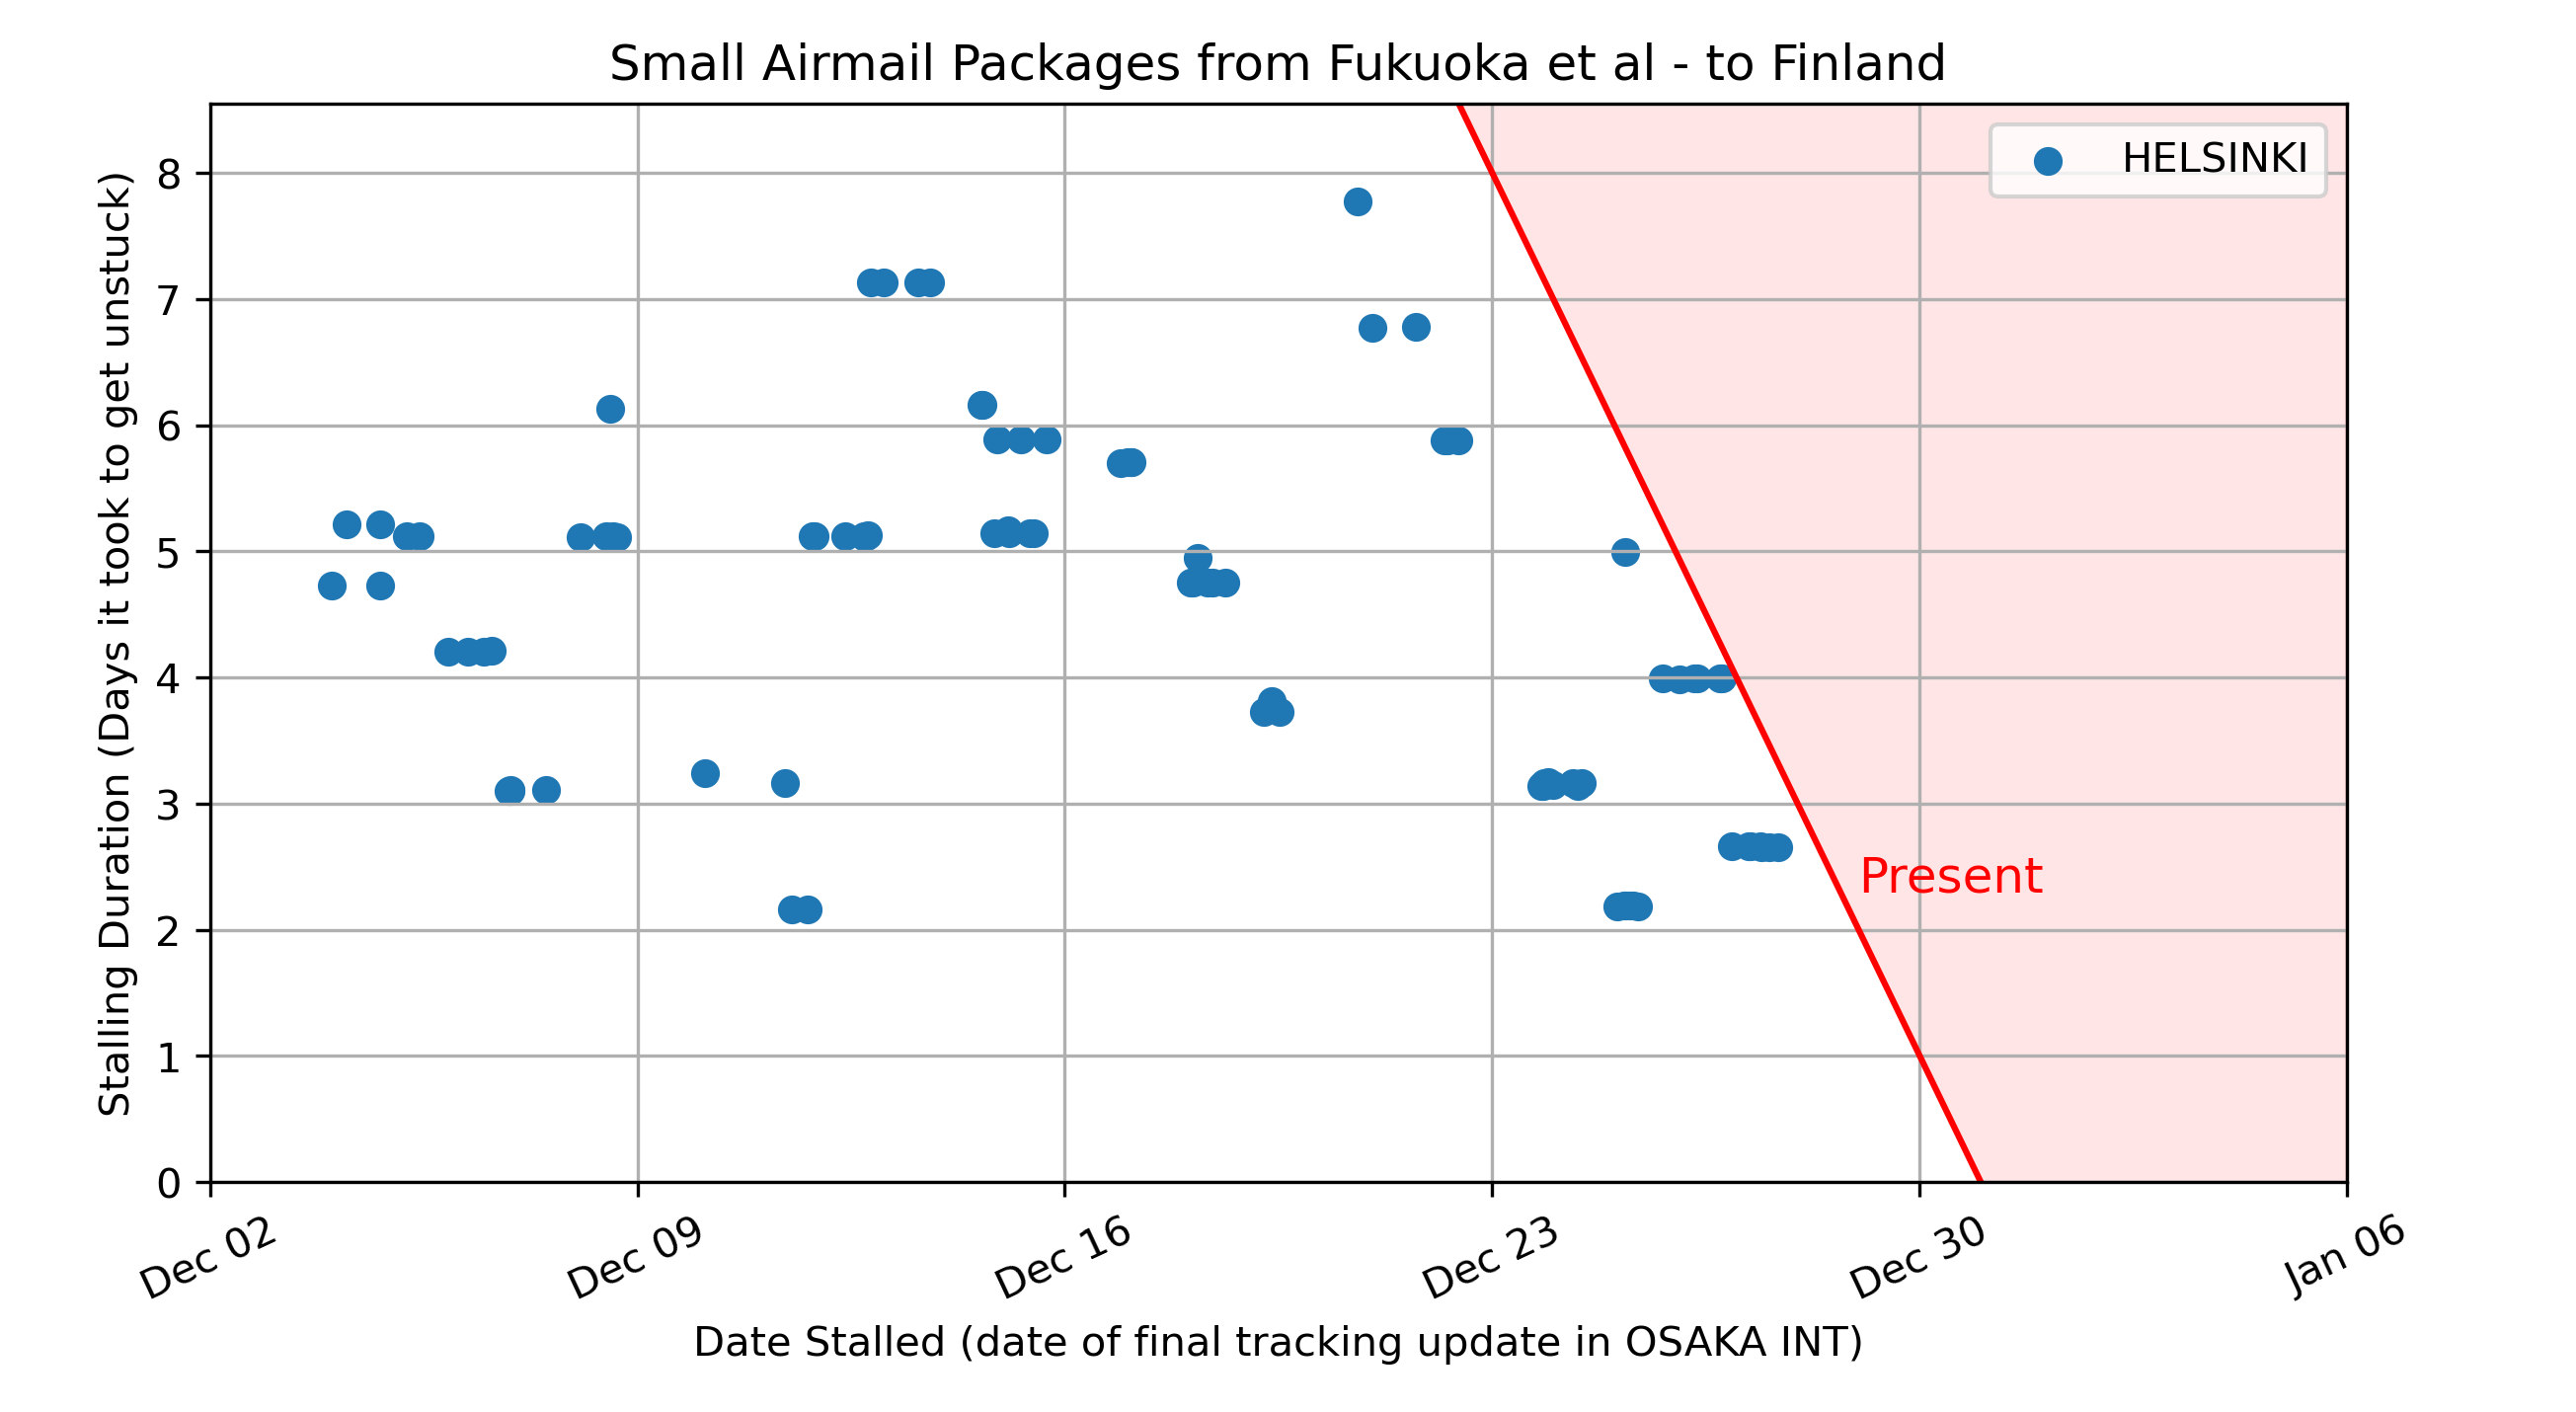 Small Airmail Packages from Fukuoka et al - to Finland
HELSINKI
Stalling Duration (Days it took to get unstuck)
8
7
6
5
4
3
2
1
0
Present
Dec 02
Dec 09
Dec 16
Dec 23
Dec 30
Jan 06
Date Stalled (date of final tracking update in OSAKA INT)